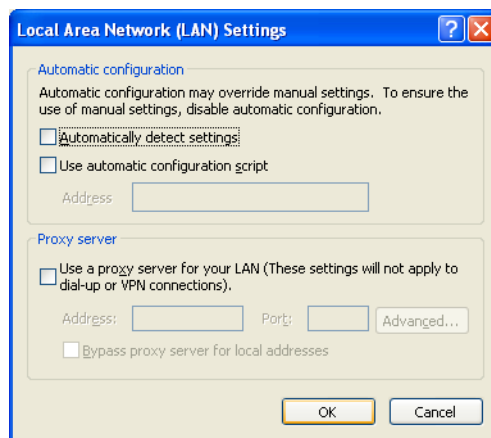 Local Area Network (LAN) Settings
Automatic configuration
Automatic configuration may override manual settings. To ensure the
use of manual settings, disable automatic configuration.
Automatically detect settings
Use automatic configuration script
Address
Proxy server
Use a proxy server for your LAN (These settings will not apply to
dial-up or VPN connections).
Address:
Port:
Advanced...
Bypass proxy server for local addresses
OK
Cancel